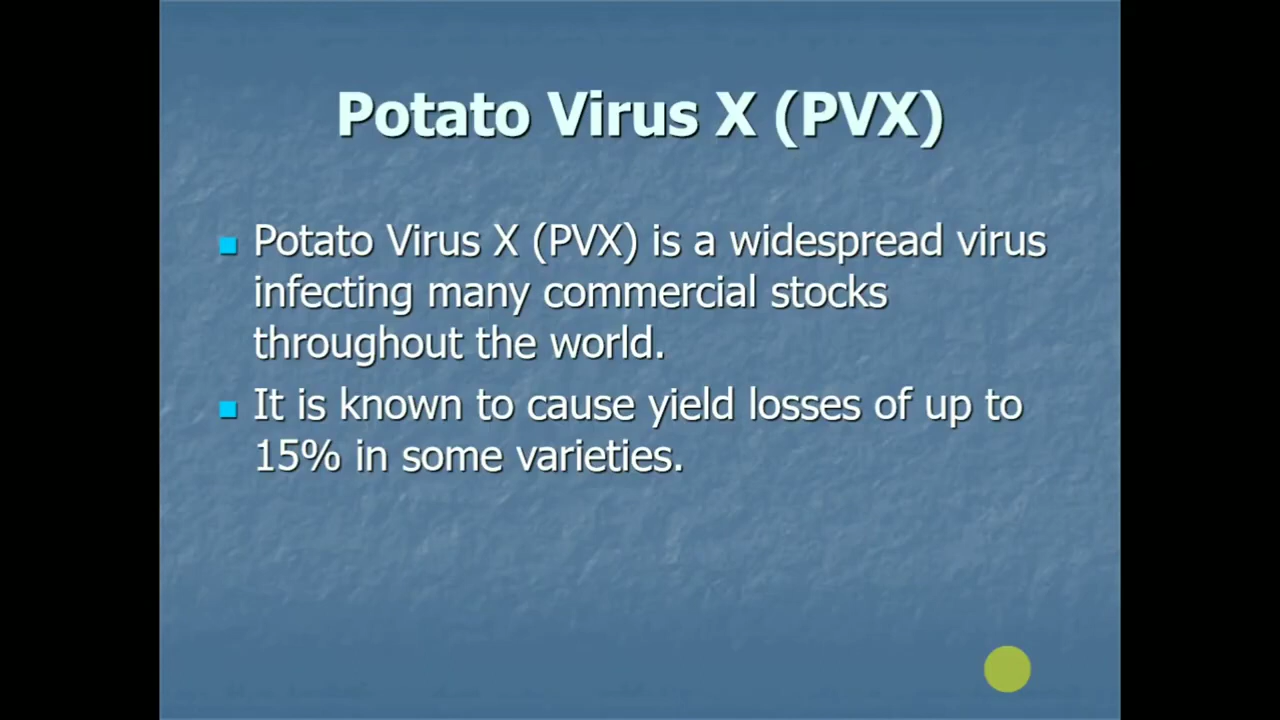 Potato Virus X (PVX)
Potato Virus X (PVX) is a widespread virus
infecting many commercial stocks
throughout the world.
It is known to cause yield losses of up to
15% in some varieties.